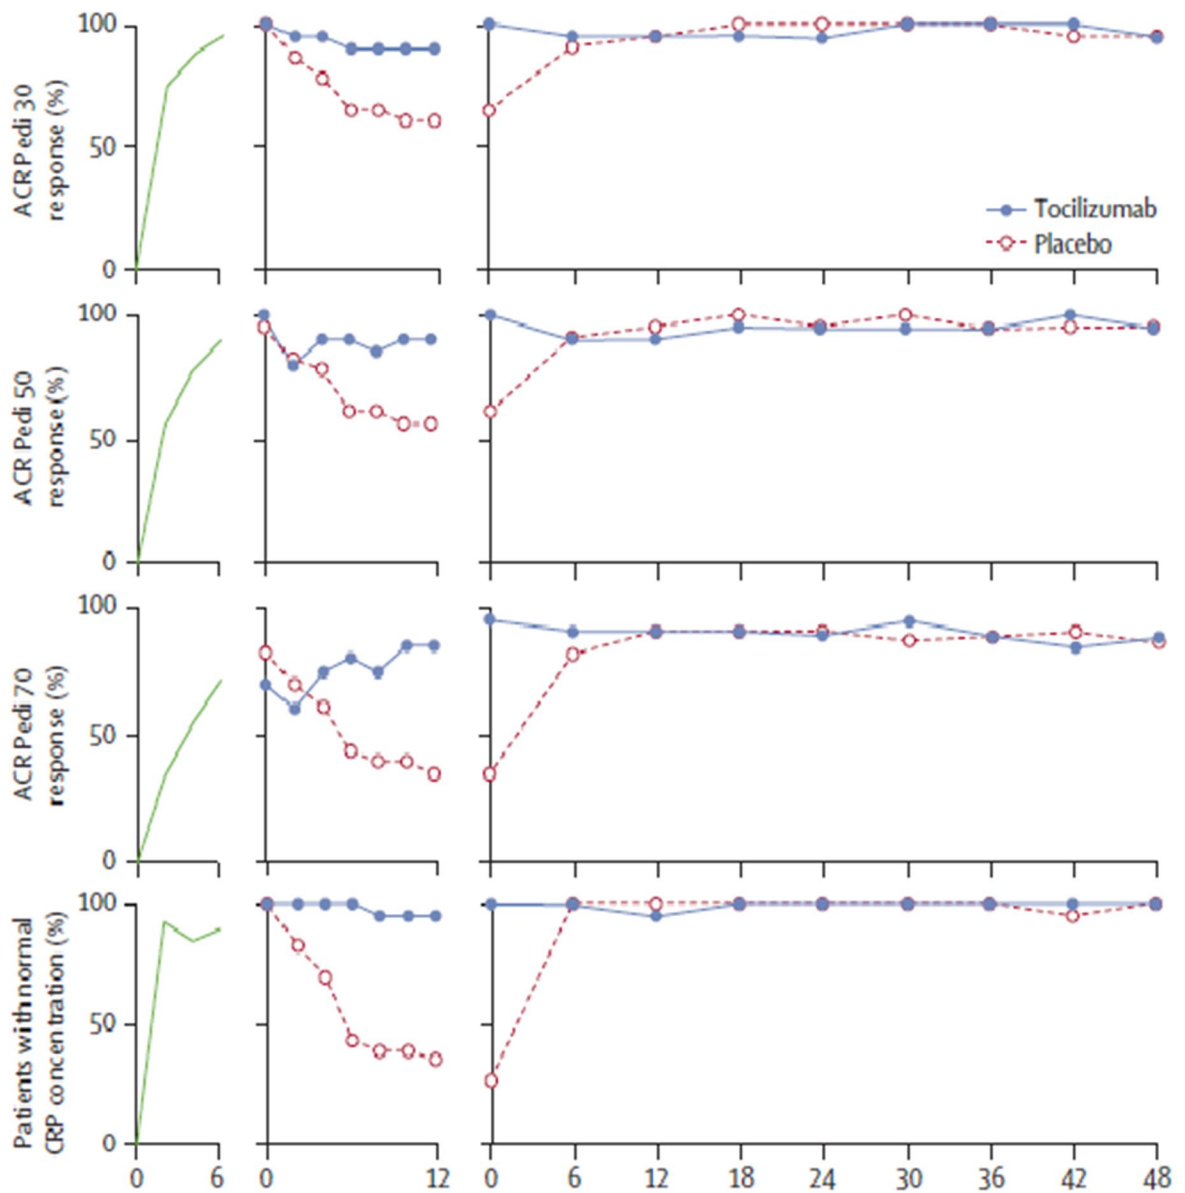 ACR Pedi 30
response (%)
100
50
0
Tocilizumab
Placebo
ACR Pedi 50
response (%)
100
50
0
ACR Pedi 70
response (%)
100
50
0
Patients with normal
CRP concentration (%)
100
50
0
0 6 0 12 0 6 12 18 24 30 36 42 48